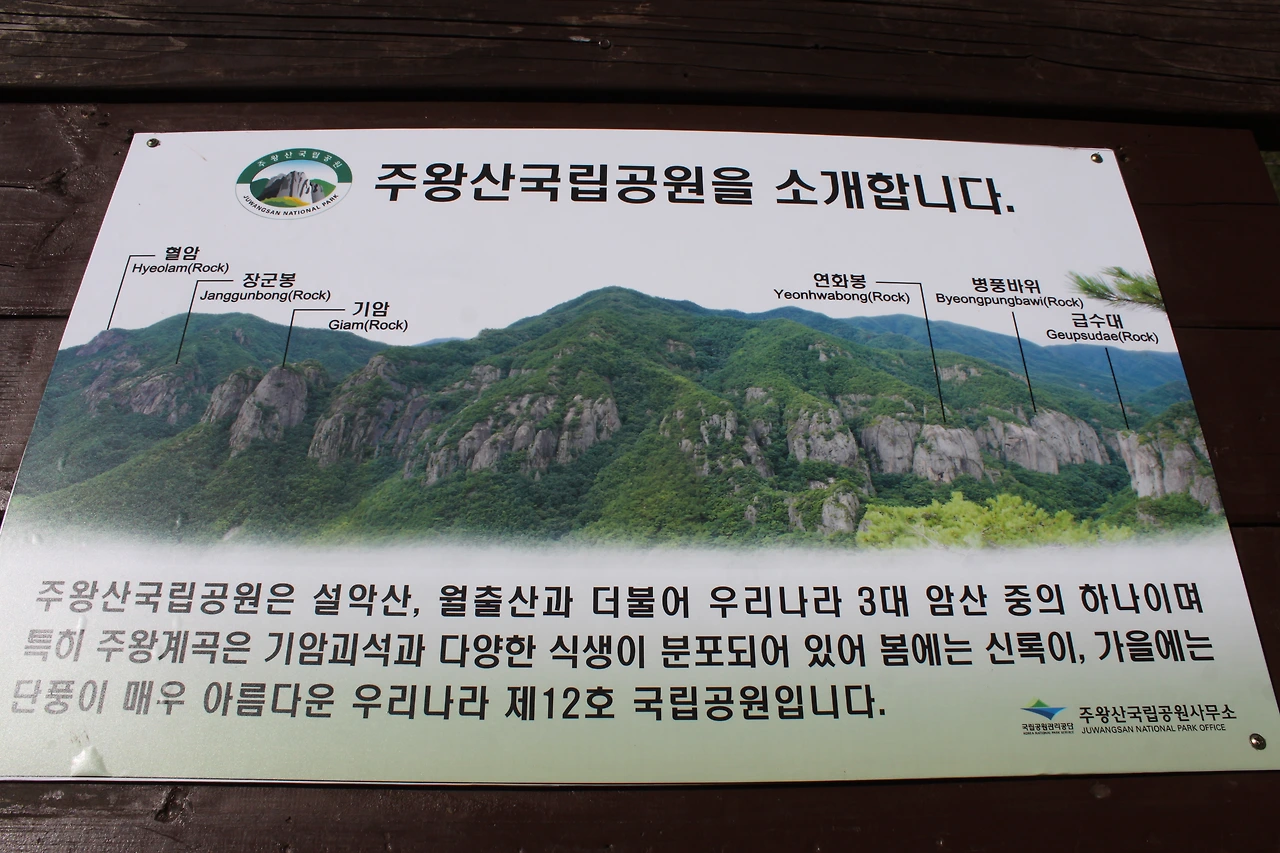 주왕산국립공원
JUWANGSAN NATIONAL PARK
주왕산국립공원을 소개합니다.
혈암
Hyeolam(Rock)
장군봉
Janggunbong(Rock)
기암
Giam(Rock)
연화봉
Yeonhwabong(Rock)
병풍바위
Byeongpungbawi(Rock)
급수대
Geupsudae(Rock)
주왕산국립공원은 설악산, 월출산과 더불어 우리나라 3대 암산 중의 하나이며
특히 주왕계곡은 기암괴석과 다양한 식생이 분포되어 있어 봄에는 신록이, 가을에는
단풍이 매우 아름다운 우리나라 제12호 국립공원입니다.
국립공원관리공단
KOREA NATIONAL PARK SERVICE
주왕산국립공원사무소
JUWANGSAN NATIONAL PARK OFFICE